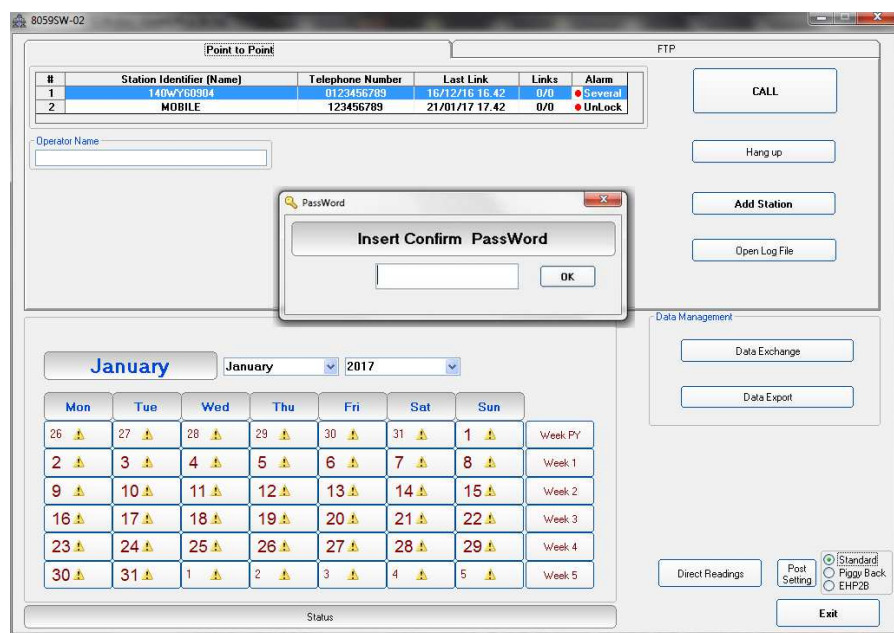 8059SW-02
Point to Point
FTP
# Station Identifier (Name) Telephone Number Last Link Links Alarm
1 140WY60904 0123456789 16/12/16 16.42 0/0 Several
2 MOBILE 123456789 21/01/17 17.42 0/0 UnLock
CALL
Operator Name
Hang up
PassWord
Insert Confirm PassWord
OK
Add Station
Open Log File
Data Management
Data Exchange
Data Export
January January 2017
Mon Tue Wed Thu Fri Sat Sun
26 27 28 29 30 31 1 Week PY
2 3 4 5 6 7 8 Week 1
9 10 11 12 13 14 15 Week 2
16 17 18 19 20 21 22 Week 3
23 24 25 26 27 28 29 Week 4
30 31 1 2 3 4 5 Week 5
Direct Readings
Post
Setting
Standard
Piggy Back
EHP2B
Status
Exit